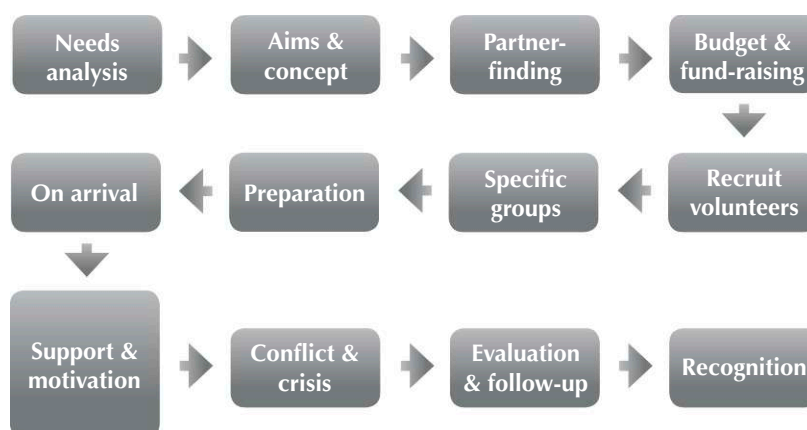 Needs
analysis
Aims &
concept
Partner-
finding
Budget &
fund-raising
Recruit
volunteers
Specific
groups
Preparation
On arrival
Support &
motivation
Conflict &
crisis
Evaluation
& follow-up
Recognition